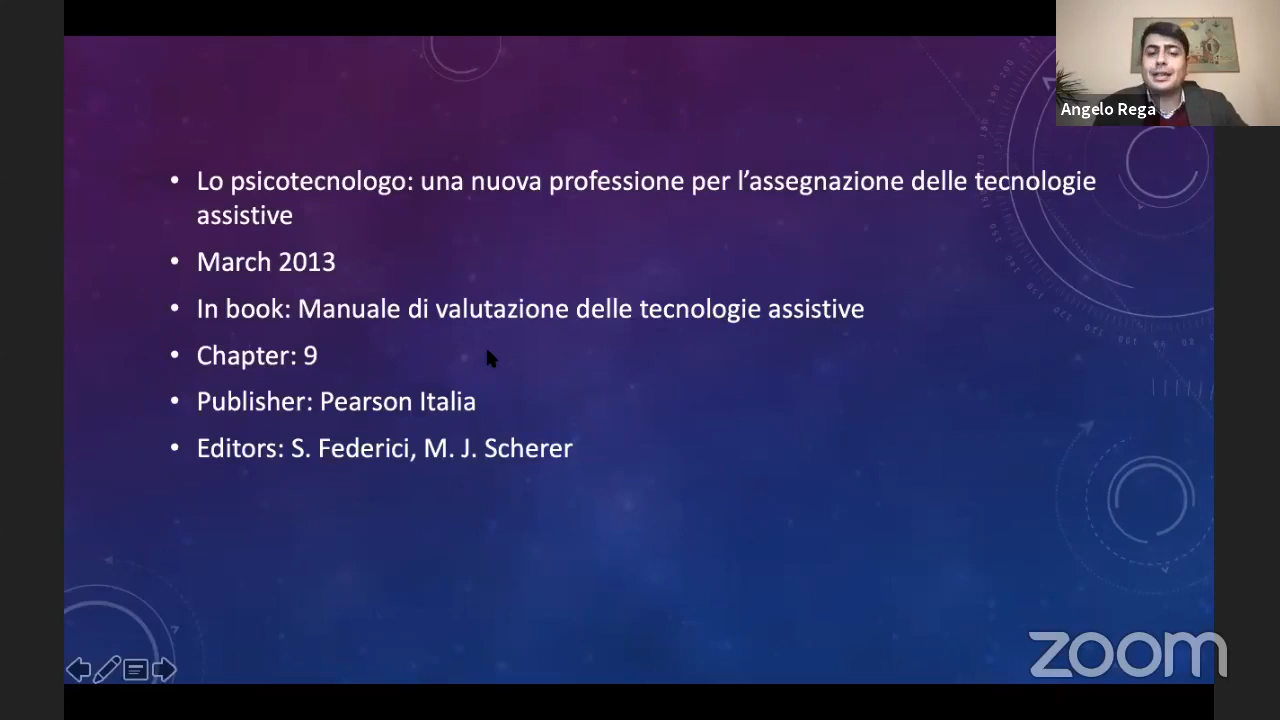 Angelo Rega
• Lo psicotecnologo: una nuova professione per l’assegnazione delle tecnologie
assistive
• March 2013
• In book: Manuale di valutazione delle tecnologie assistive
• Chapter: 9
• Publisher: Pearson Italia
• Editors: S. Federici, M. J. Scherer
zoom